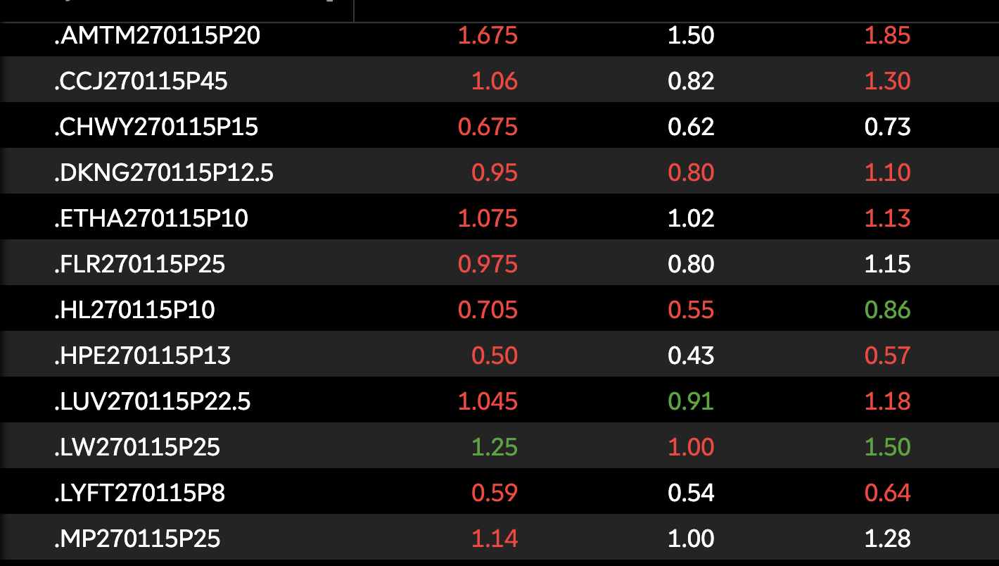 .AMTM270115P20 1.675 1.50 1.85
.CCJ270115P45 1.06 0.82 1.30
.CHWY270115P15 0.675 0.62 0.73
.DKNG270115P12.5 0.95 0.80 1.10
.ETHA270115P10 1.075 1.02 1.13
.FLR270115P25 0.975 0.80 1.15
.HL270115P10 0.705 0.55 0.86
.HPE270115P13 0.50 0.43 0.57
.LUV270115P22.5 1.045 0.91 1.18
.LW270115P25 1.25 1.00 1.50
.LYFT270115P8 0.59 0.54 0.64
.MP270115P25 1.14 1.00 1.28